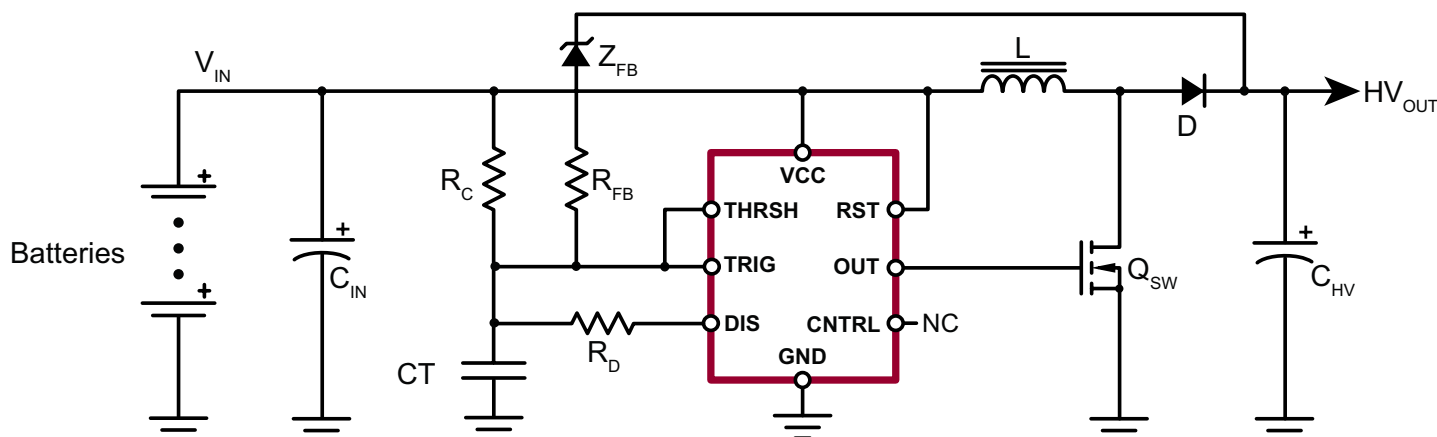 Z_FB
L
V_IN
HV_OUT
D
VCC
R_C
R_FB
THRSH
RST
+
+
+
Batteries
C_IN
TRIG
OUT
Q_SW
C_HV
+
DIS
CNTRL
NC
R_D
GND
CT